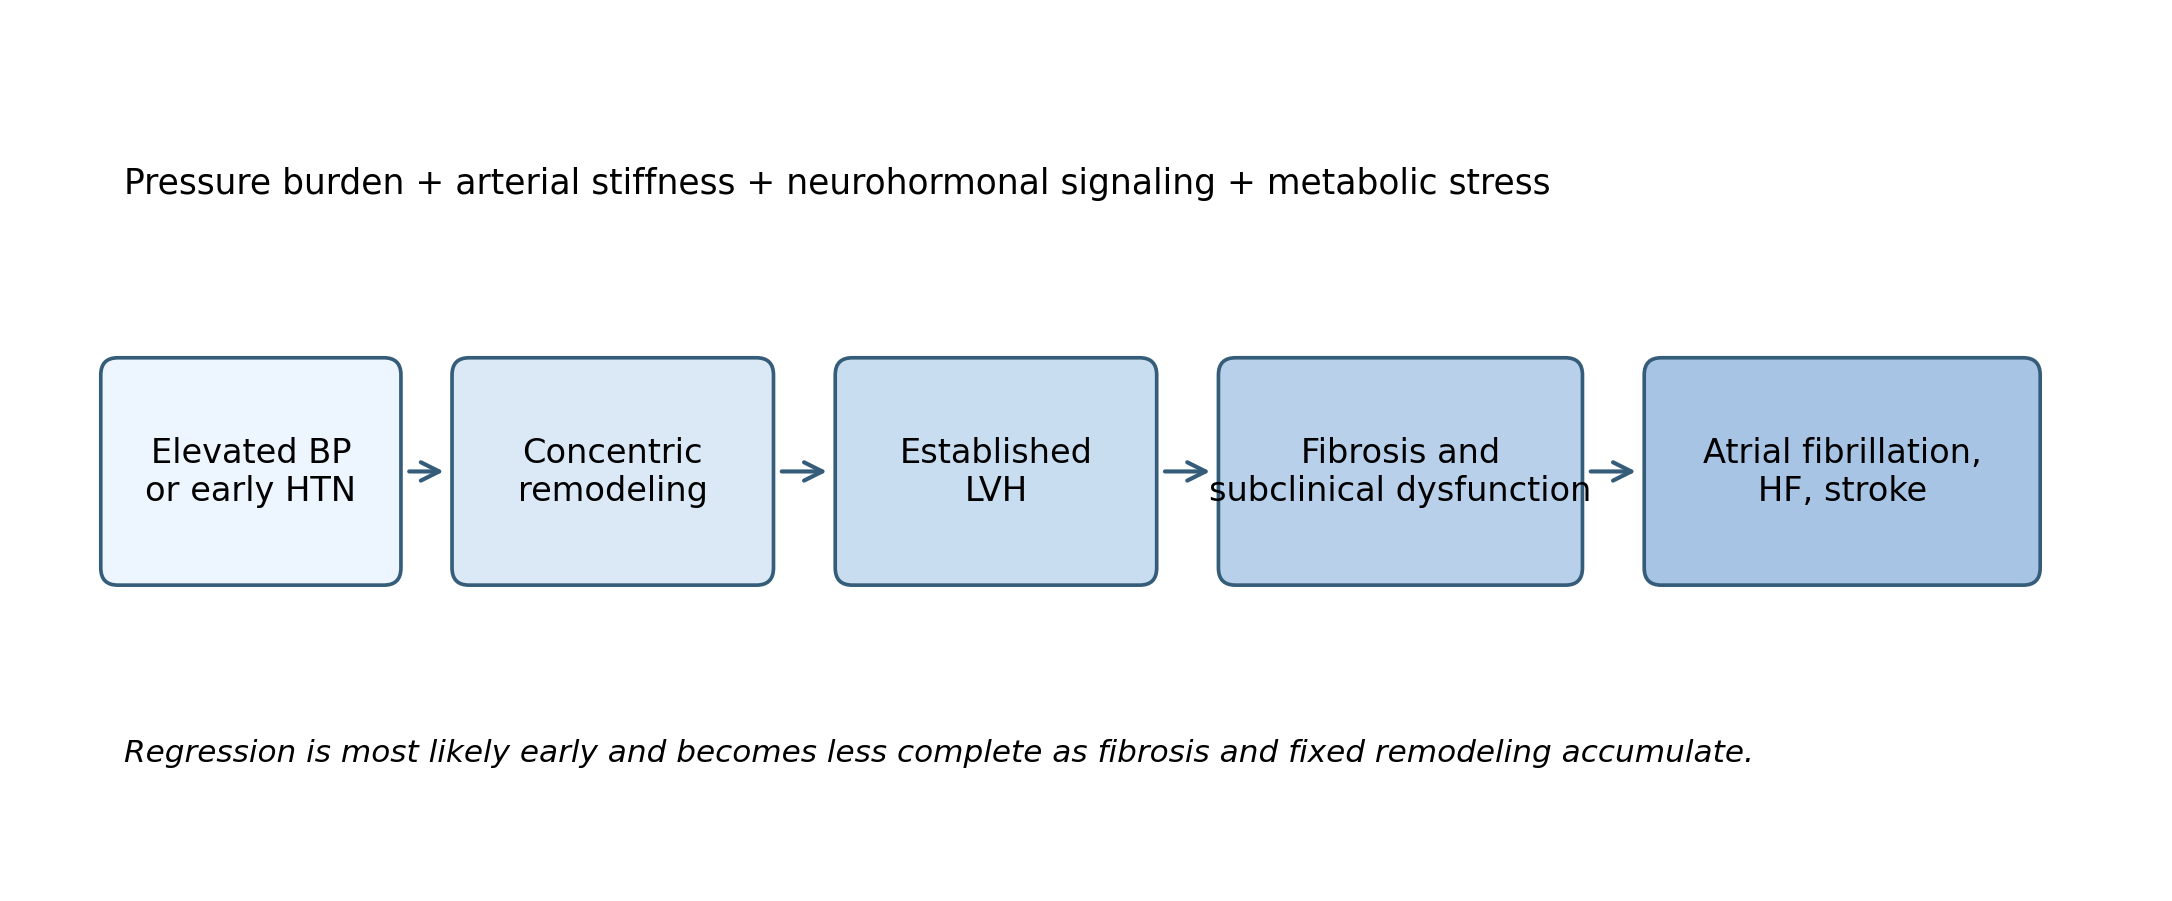 Pressure burden + arterial stiffness + neurohormonal signaling + metabolic stress
Elevated BP
or early HTN
Concentric
remodeling
Established
LVH
Fibrosis and
subclinical dysfunction
Atrial fibrillation,
HF, stroke
Regression is most likely early and becomes less complete as fibrosis and fixed remodeling accumulate.